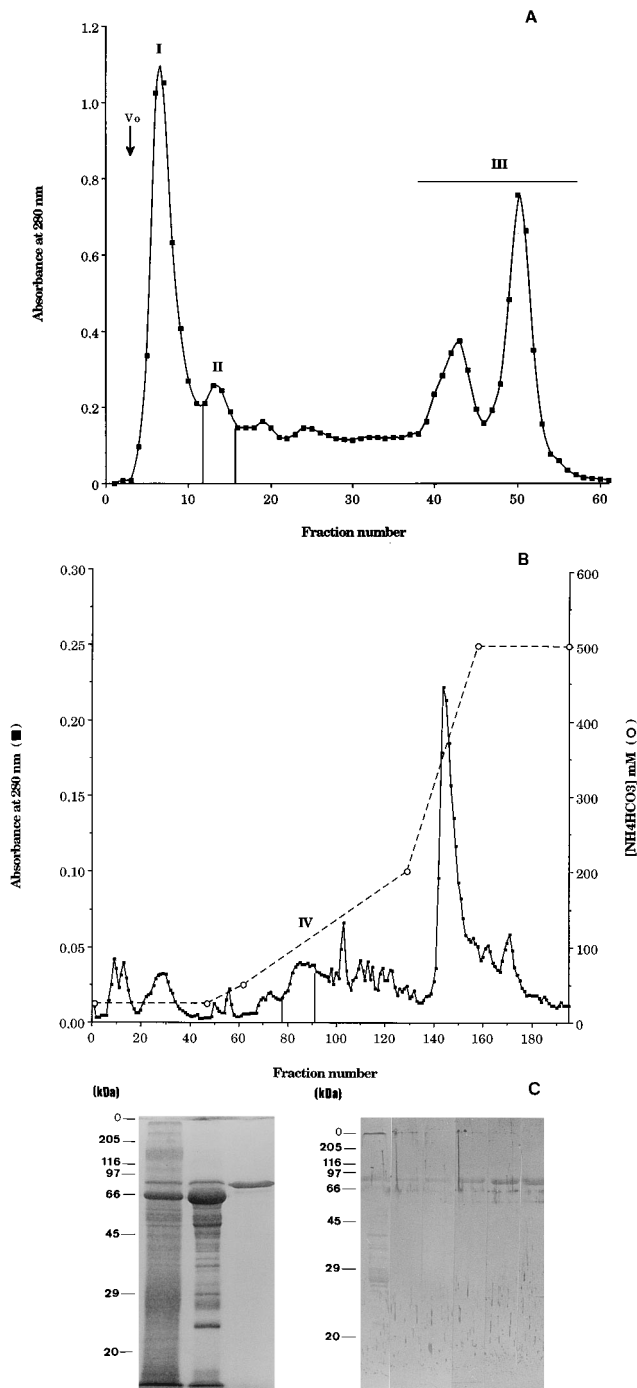 A
1.2
1.0
0.8
0.6
0.4
0.2
0
I
Vo
II
III
0 10 20 30 40 50 60
Absorbance at 280 nm
Fraction number
B
0.30
0.25
0.20
0.15
0.10
0.05
0.00
600
500
400
300
200
100
0
IV
0 20 40 60 80 100 120 140 160 180
Absorbance at 280 nm (■)
[NH4HCO3] mM (○)
Fraction number
C
(kDa)
0
205
116
97
66
45
29
20
(kDa)
0
205
116
97
66
45
29
20